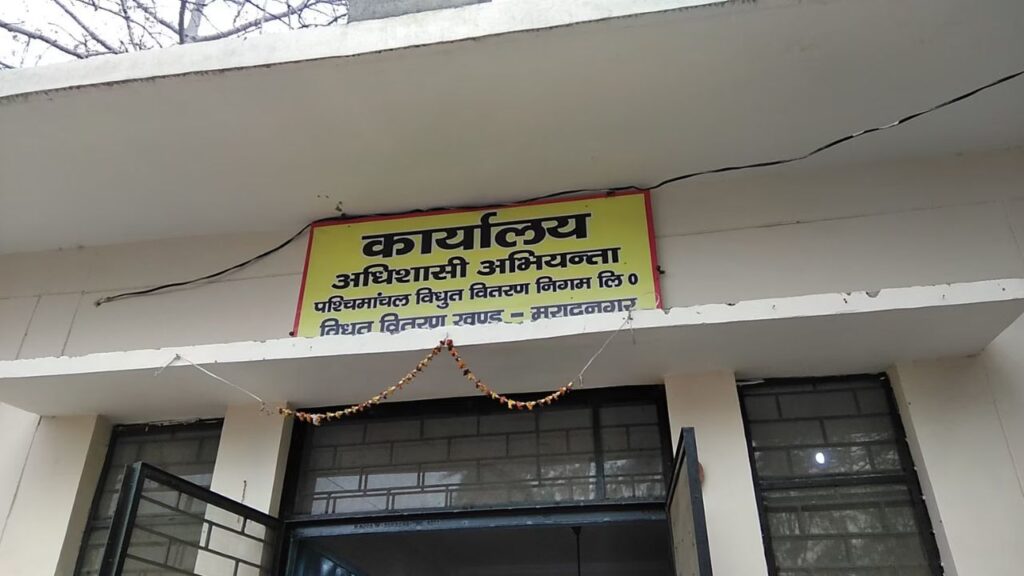 कार्यालय
अधिशासी अभियन्ता
पश्चिमांचल विधुत वितरण निगम लि०
विधुत वितरण खण्ड – मुरादनगर